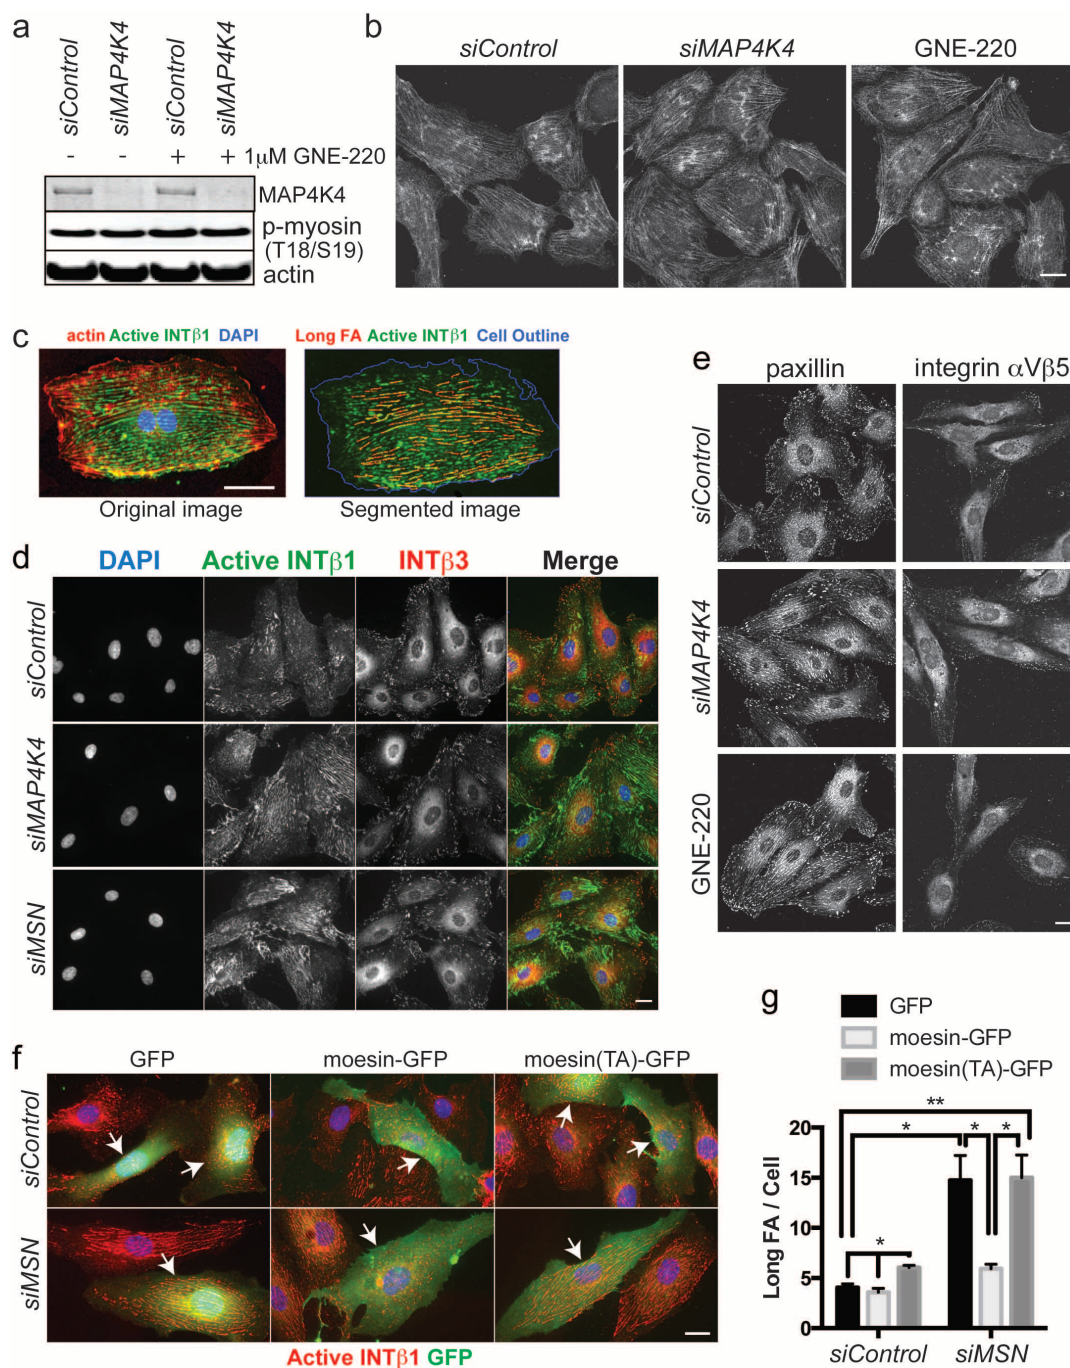 a
siControl siMAP4K4 siControl siMAP4K4
- - + + 1μM GNE-220
MAP4K4
p-myosin
(T18/S19)
actin
b
siControl siMAP4K4 GNE-220
c
actin Active INTβ1 DAPI
Long FA Active INTβ1 Cell Outline
Original image Segmented image
d
DAPI Active INTβ1 INTβ3 Merge
siControl
siMAP4K4
siMSN
e
paxillin integrin αVβ5
siControl
siMAP4K4
GNE-220
f
GFP moesin-GFP moesin(TA)-GFP
siControl
siMSN
Active INTβ1 GFP
g
GFP
moesin-GFP
moesin(TA)-GFP
**
* * *
*
Long FA / Cell
20
15
10
5
0
siControl siMSN